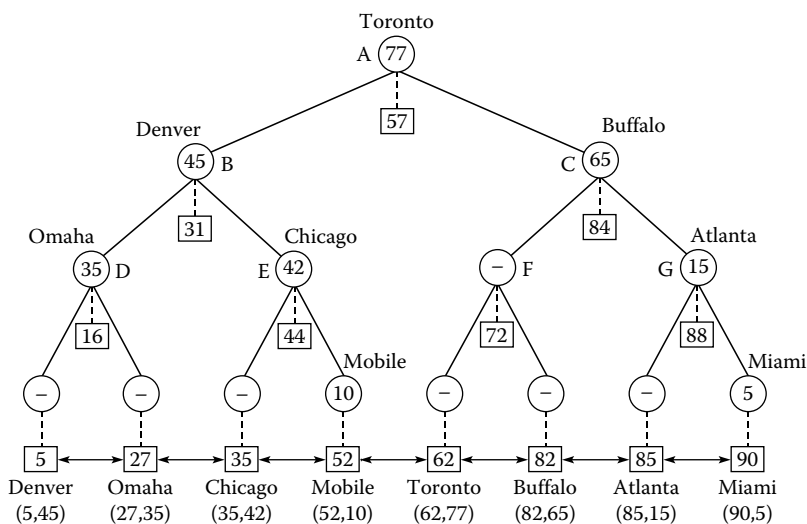 Toronto
A 77
57
Denver Buffalo
45 B C 65
31 84
Omaha Chicago Atlanta
35 D E 42 – F G 15
16 44 72 88
Mobile Miami
– – – 10 – – – 5
5 27 35 52 62 82 85 90
Denver Omaha Chicago Mobile Toronto Buffalo Atlanta Miami
(5,45) (27,35) (35,42) (52,10) (62,77) (82,65) (85,15) (90,5)